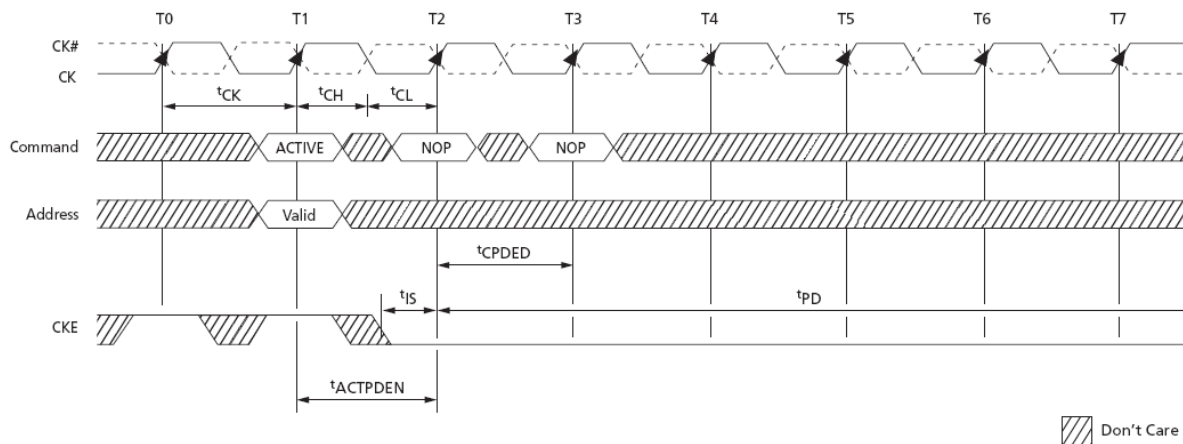 T0 T1 T2 T3 T4 T5 T6 T7
CK#
CK
tCK tCH tCL
Command ACTIVE NOP NOP
Address Valid
tCPDED
tIS tPD
CKE
tACTPDEN
Don't Care